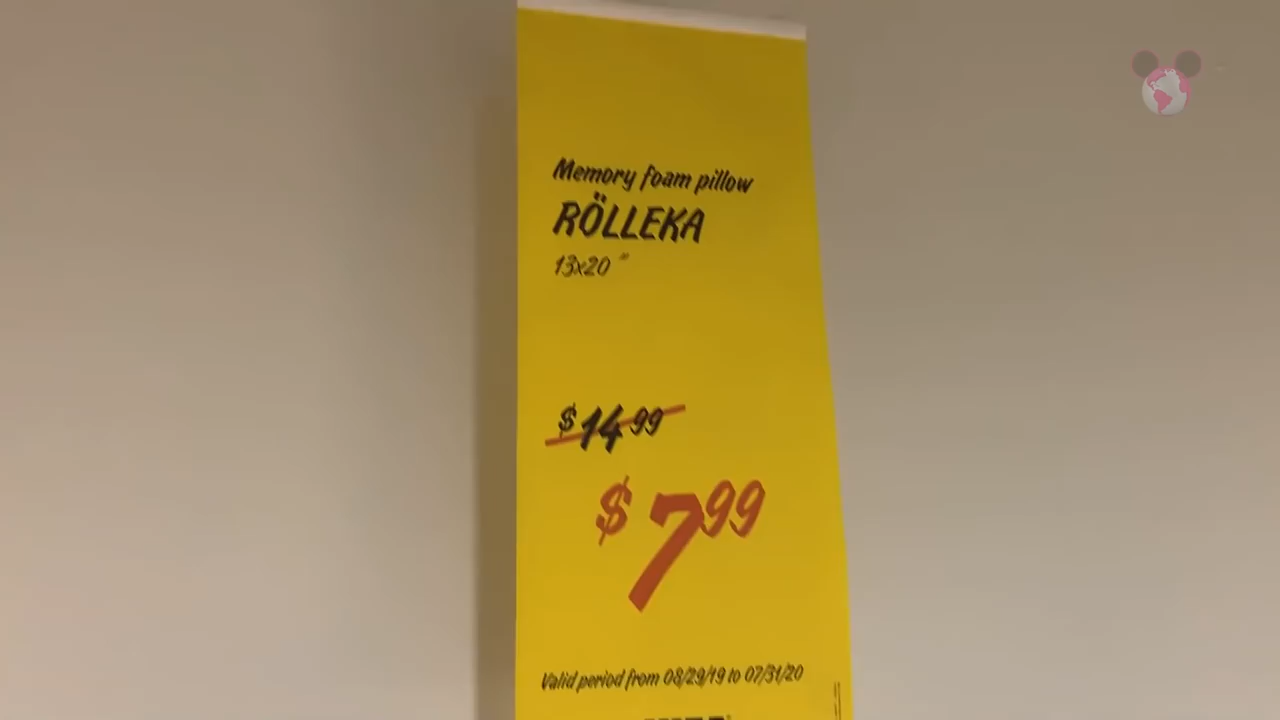 Memory foam pillow
RÖLLEKA
13x20 "
$14 99
$7 99
Valid period from 08/29/19 to 07/31/20